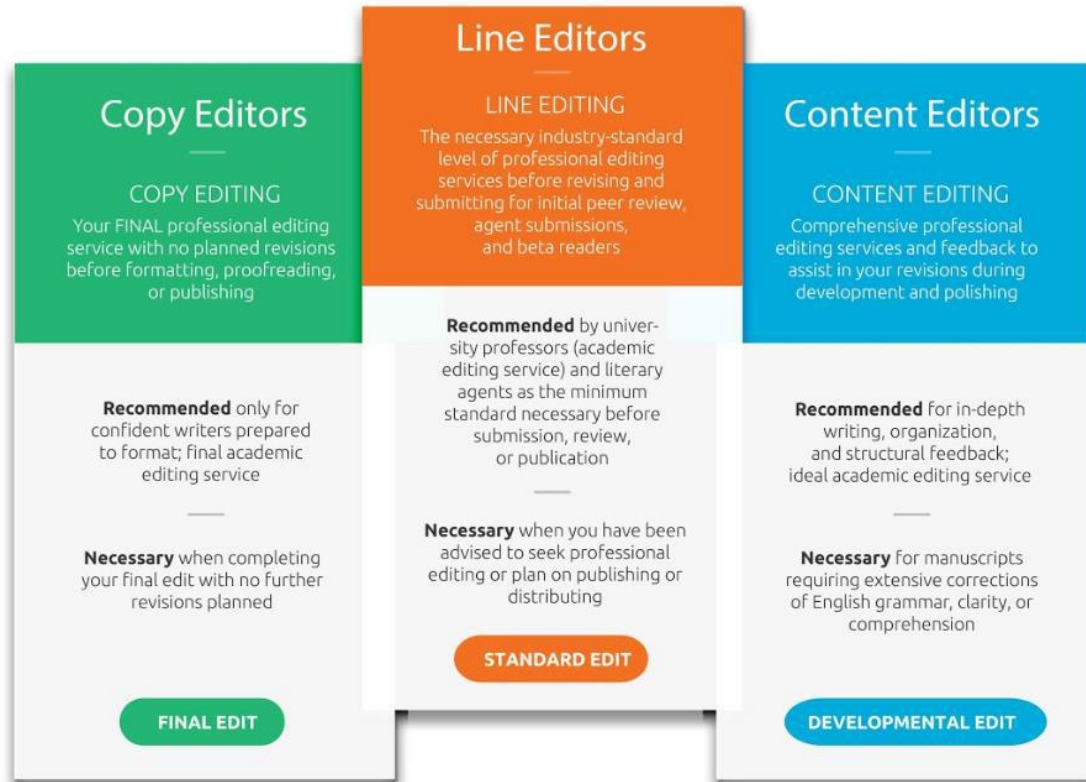 Copy Editors
COPY EDITING
Your FINAL professional editing
service with no planned revisions
before formatting, proofreading,
or publishing
Recommended only for
confident writers prepared
to format; final academic
editing service
Necessary when completing
your final edit with no further
revisions planned
FINAL EDIT
Line Editors
LINE EDITING
The necessary industry-standard
level of professional editing
services before revising and
submitting for initial peer review,
agent submissions,
and beta readers
Recommended by univer-
sity professors (academic
editing service) and literary
agents as the minimum
standard necessary before
submission, review,
or publication
Necessary when you have been
advised to seek professional
editing or plan on publishing or
distributing
STANDARD EDIT
Content Editors
CONTENT EDITING
Comprehensive professional
editing services and feedback to
assist in your revisions during
development and polishing
Recommended for in-depth
writing, organization,
and structural feedback;
ideal academic editing service
Necessary for manuscripts
requiring extensive corrections
of English grammar, clarity, or
comprehension
DEVELOPMENTAL EDIT